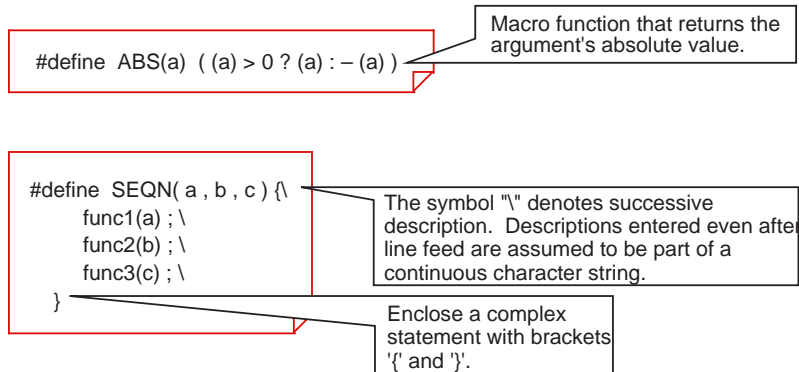 Macro function that returns the
argument's absolute value.
#define ABS(a) ( (a) > 0 ? (a) : – (a) )
#define SEQN( a , b , c ) {\
func1(a) ; \
func2(b) ; \
func3(c) ; \
}
The symbol "\" denotes successive
description. Descriptions entered even after
line feed are assumed to be part of a
continuous character string.
Enclose a complex
statement with brackets
'{' and '}'.